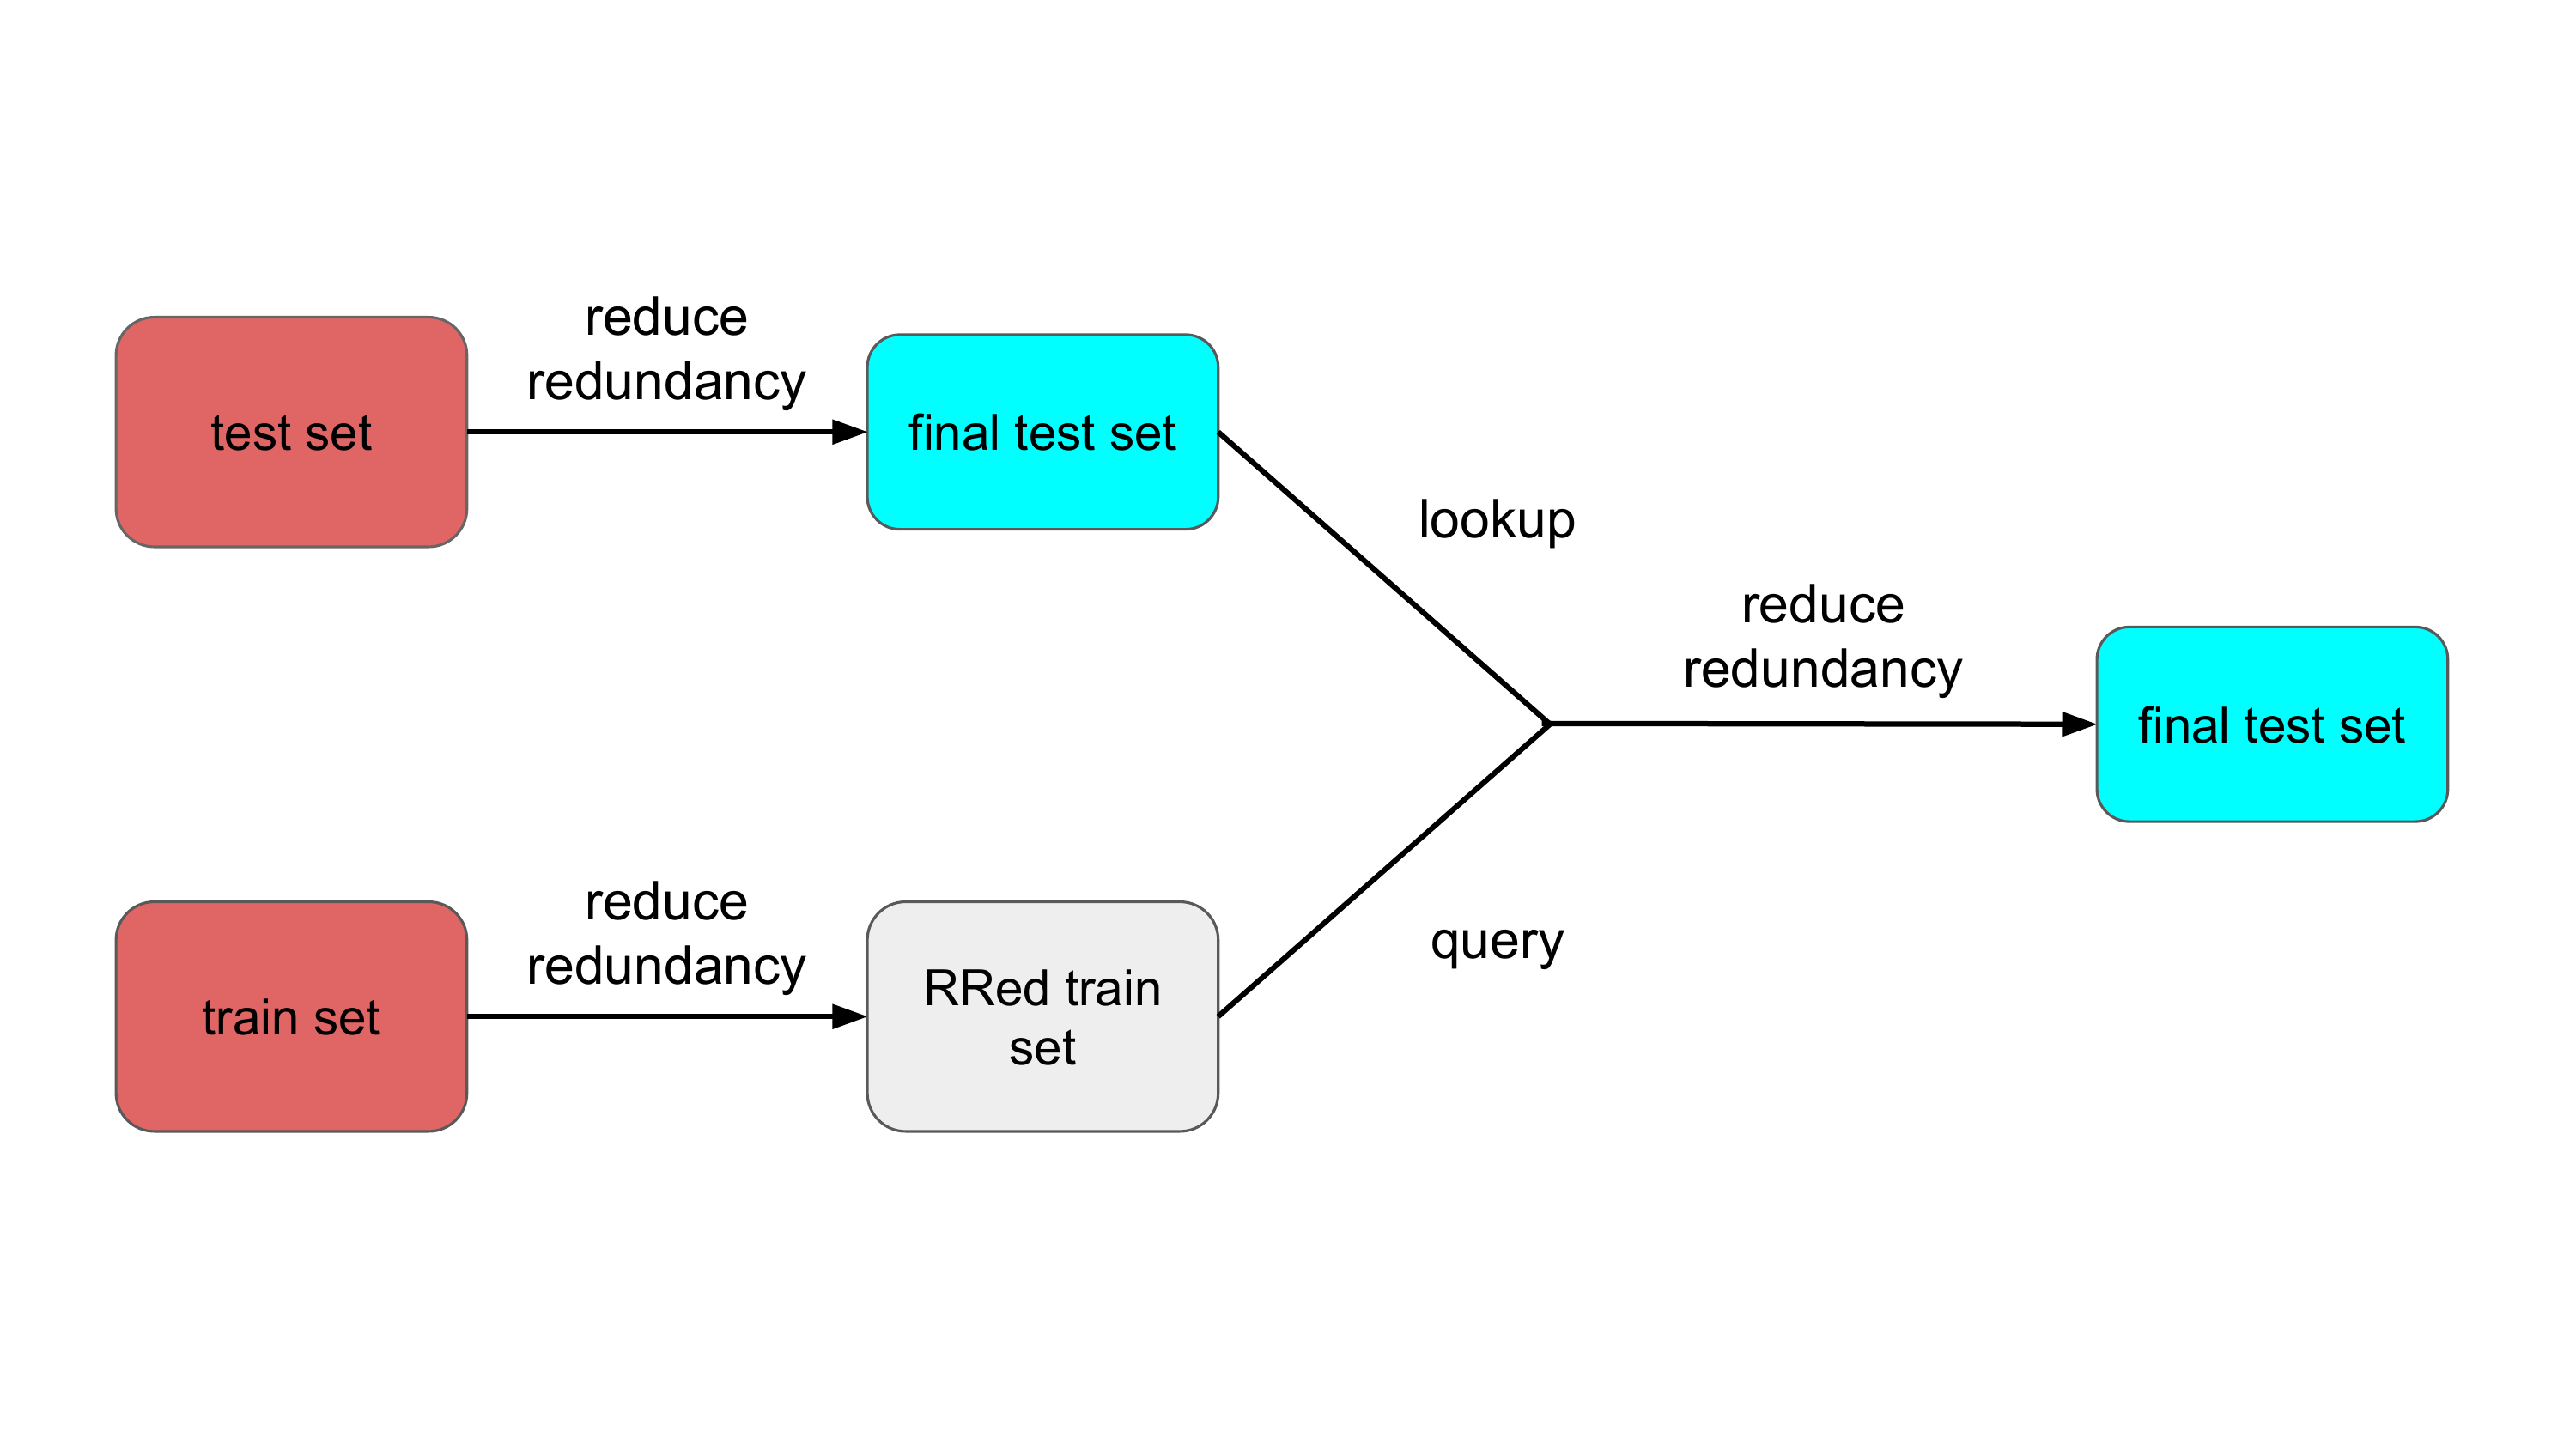 reduce
redundancy
test set
final test set
lookup
reduce
redundancy
final test set
reduce
redundancy
train set
RRed train
set
query